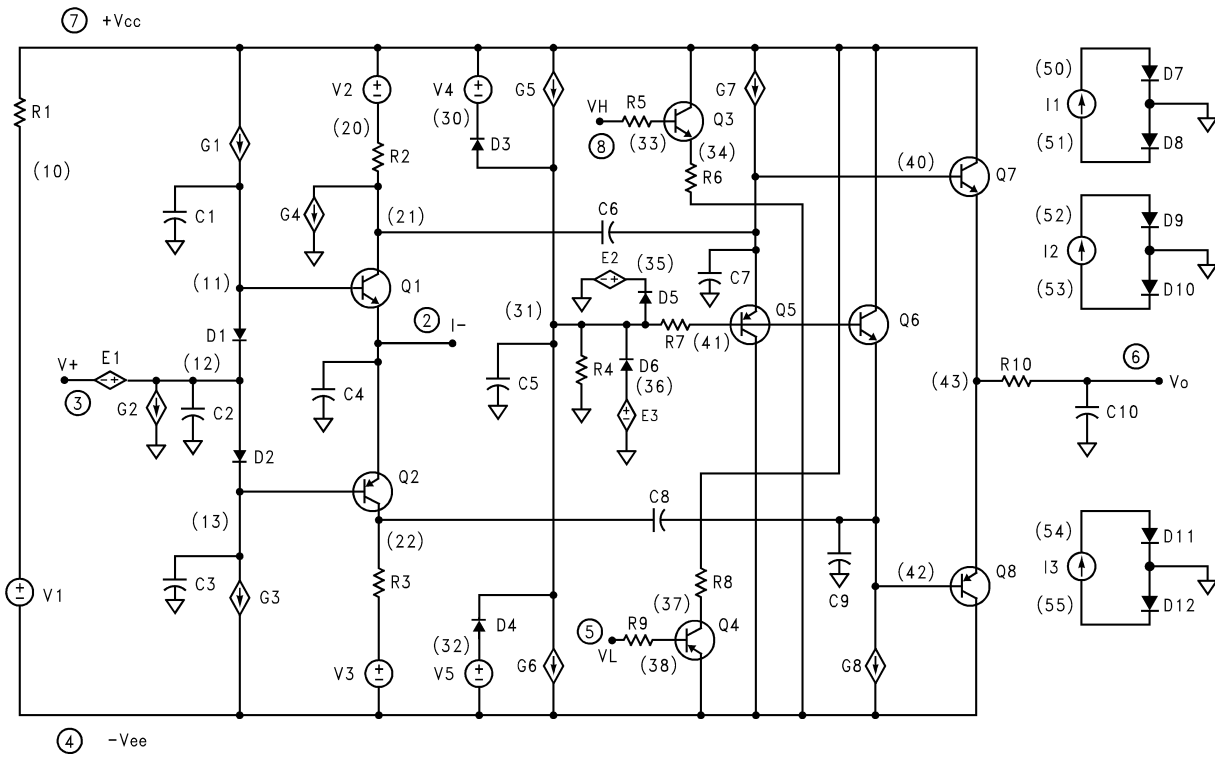 7 +Vcc
R1
(10)
V1
G1
C1
(11)
D1
V+
E1
3
(12)
G2
C2
D2
(13)
C3
G3
4 -Vee
V2
(20)
R2
G4
(21)
Q1
2 I-
C4
Q2
(22)
R3
V3
V4
(30)
D3
G5
C6
E2
(35)
D5
(31)
R7
(41)
R4
D6
(36)
E3
C5
D4
(32)
V5
G6
VH
R5
8
(33)
Q3
(34)
R6
G7
C7
Q5
Q6
C8
C9
R8
(37)
5
VL
R9
(38)
Q4
G8
(40)
Q7
(43)
R10
6
Vo
C10
(42)
Q8
(50)
I1
(51)
D7
D8
(52)
I2
(53)
D9
D10
(54)
I3
(55)
D11
D12